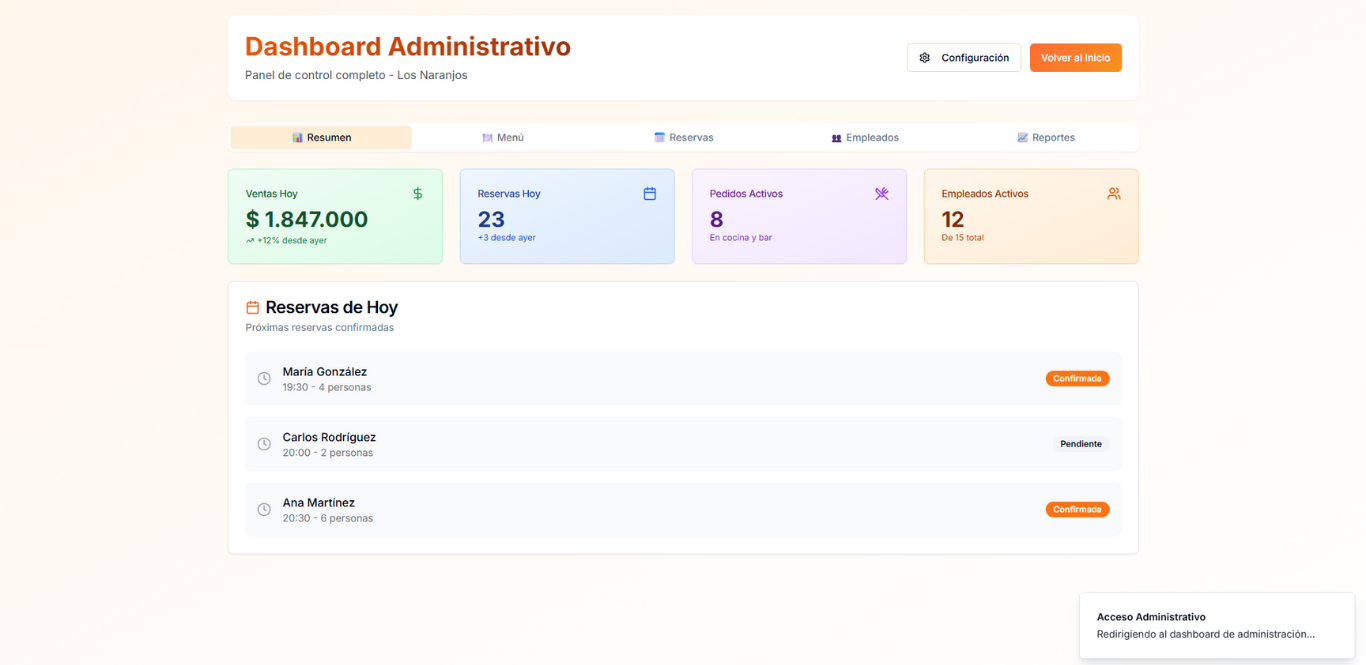 Dashboard Administrativo
Panel de control completo - Los Naranjos
Configuración
Volver al Inicio
Resumen
Menú
Reservas
Empleados
Reportes
Ventas Hoy
$ 1.847.000
+12% desde ayer
Reservas Hoy
23
+3 desde ayer
Pedidos Activos
8
En cocina y bar
Empleados Activos
12
De 15 total
Reservas de Hoy
Próximas reservas confirmadas
María González
19:30 - 4 personas
Confirmada
Carlos Rodríguez
20:00 - 2 personas
Pendiente
Ana Martínez
20:30 - 6 personas
Confirmada
Acceso Administrativo
Redirigiendo al dashboard de administración...